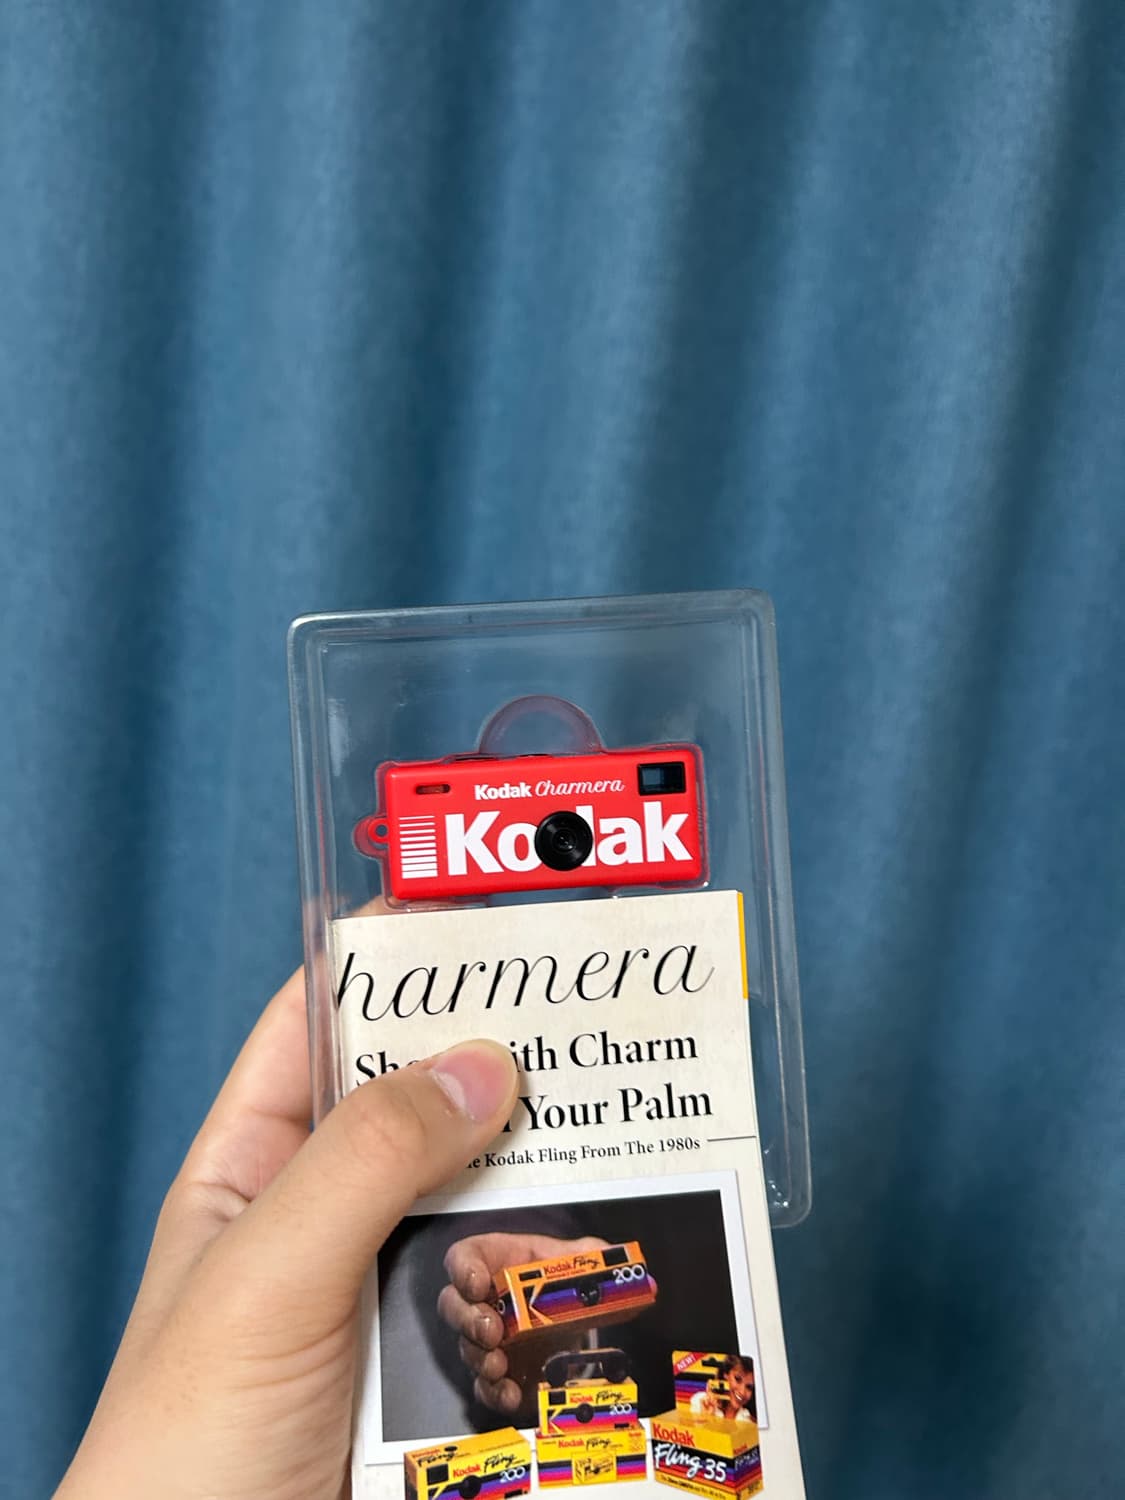 Kodak Charmera
Kodak
harmera
Sh ith Charm
Your Palm
Kodak Fling From The 1980s
Kodak Fling
200
Kodak Fling
200
NEW!
Kodak Fling
Kodak Fling
200
Kodak
Fling 35